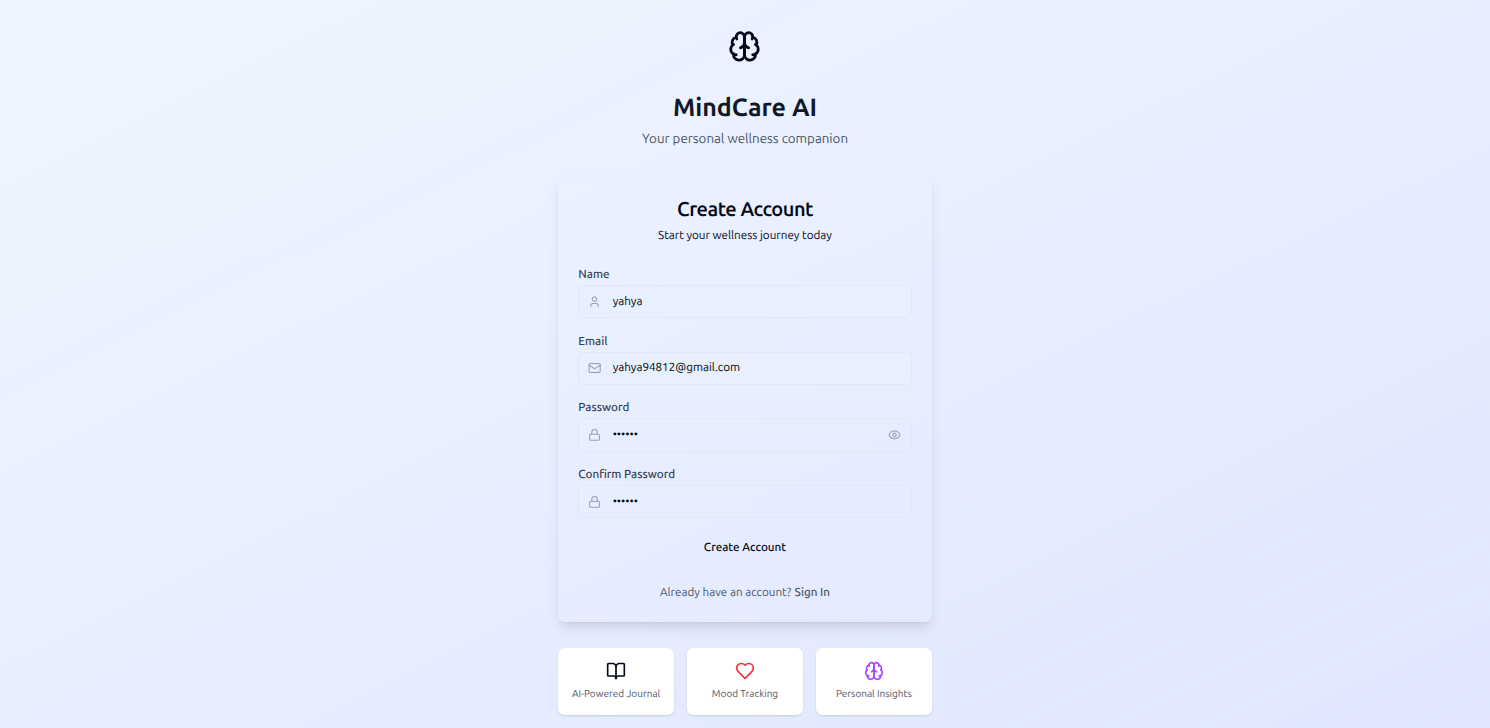 MindCare AI
Your personal wellness companion
Create Account
Start your wellness journey today
Name
yahya
Email
yahya94812@gmail.com
Password
••••••
Confirm Password
••••••
Create Account
Already have an account? Sign In
AI-Powered Journal
Mood Tracking
Personal Insights